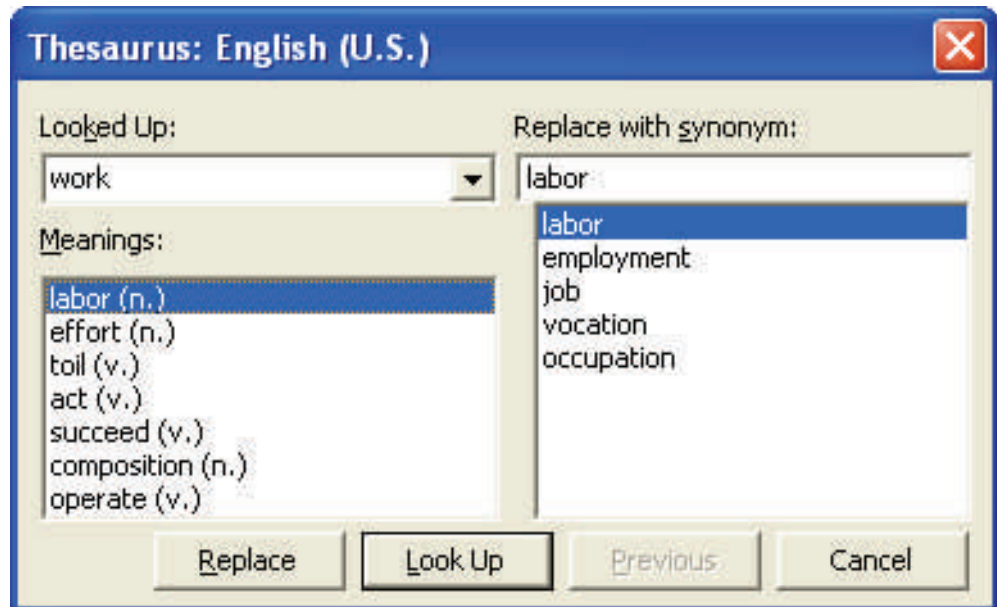 Thesaurus: English (U.S.)
Looked Up:
work
Meanings:
labor (n.)
effort (n.)
toil (v.)
act (v.)
succeed (v.)
composition (n.)
operate (v.)
Replace with synonym:
labor
labor
employment
job
vocation
occupation
Replace
Look Up
Previous
Cancel